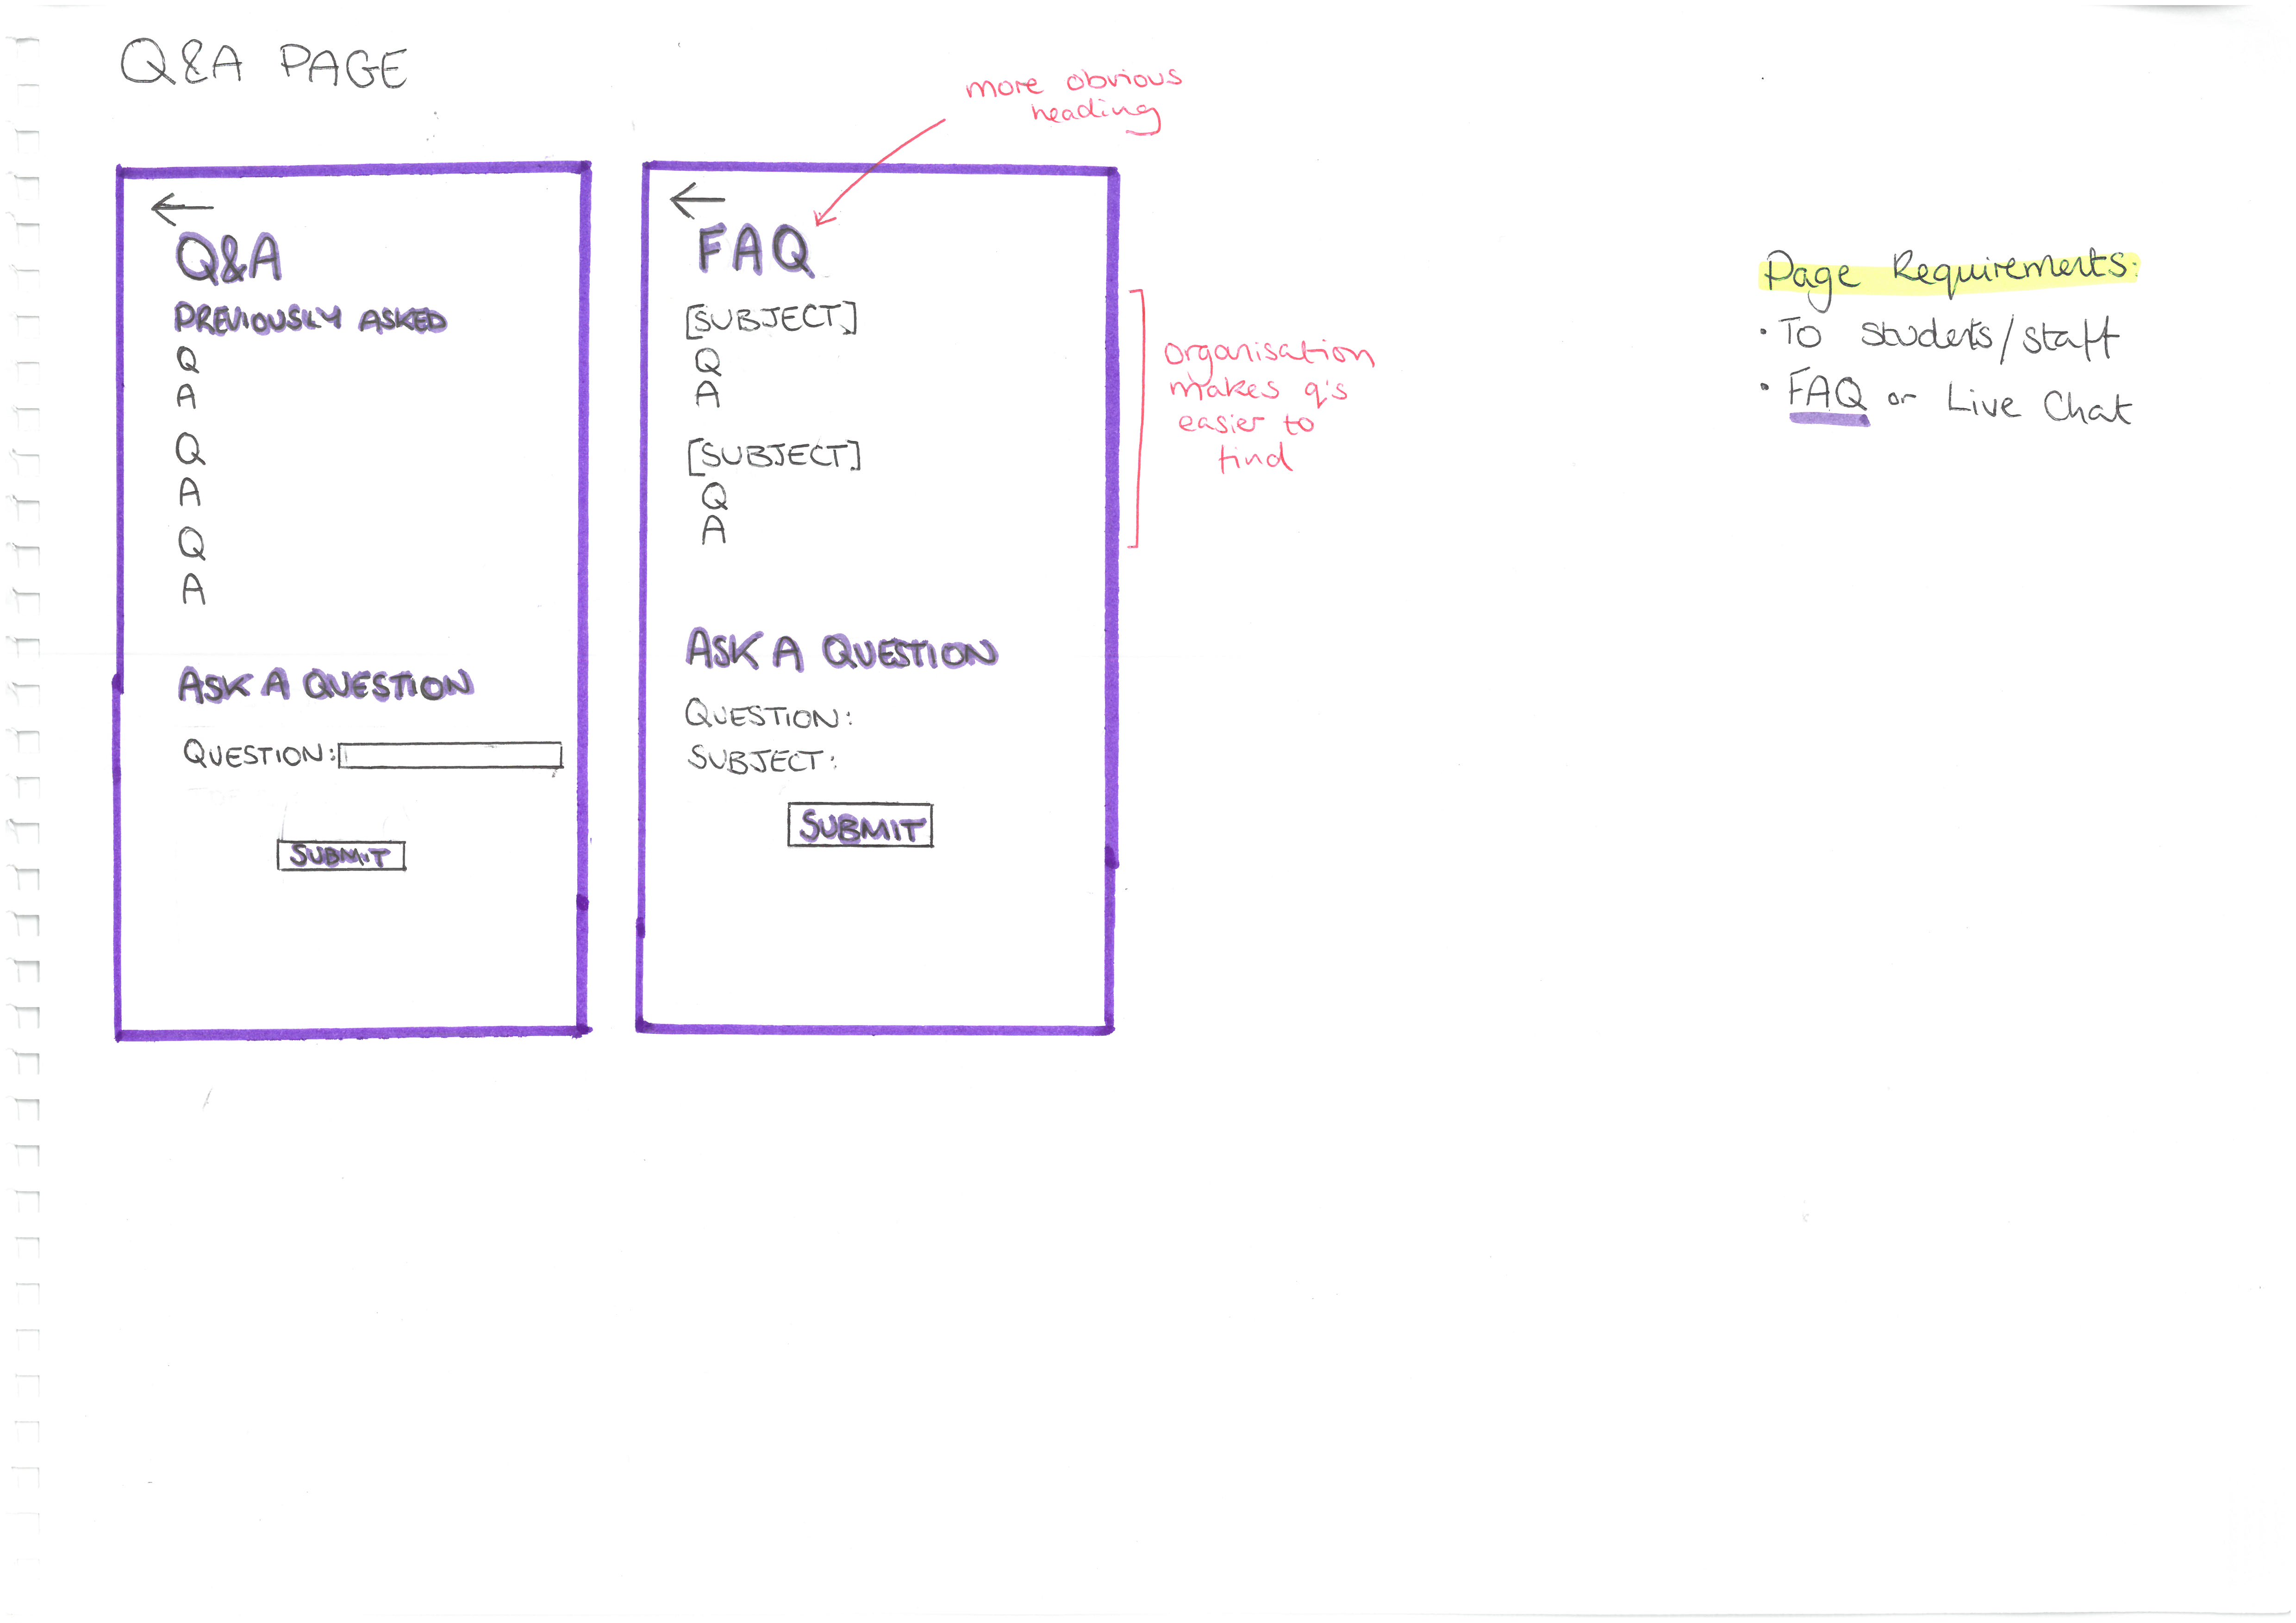 Q&A PAGE
more obvious
heading
Q&A
PREVIOUSLY ASKED
Q
A
Q
A
Q
A
ASK A QUESTION
QUESTION:
SUBMIT
FAQ
[SUBJECT]
Q
A
[SUBJECT]
Q
A
ASK A QUESTION
QUESTION:
SUBJECT:
SUBMIT
organisation
makes q's
easier to
find
Page Requirements:
• To students/staff
• FAQ or Live Chat